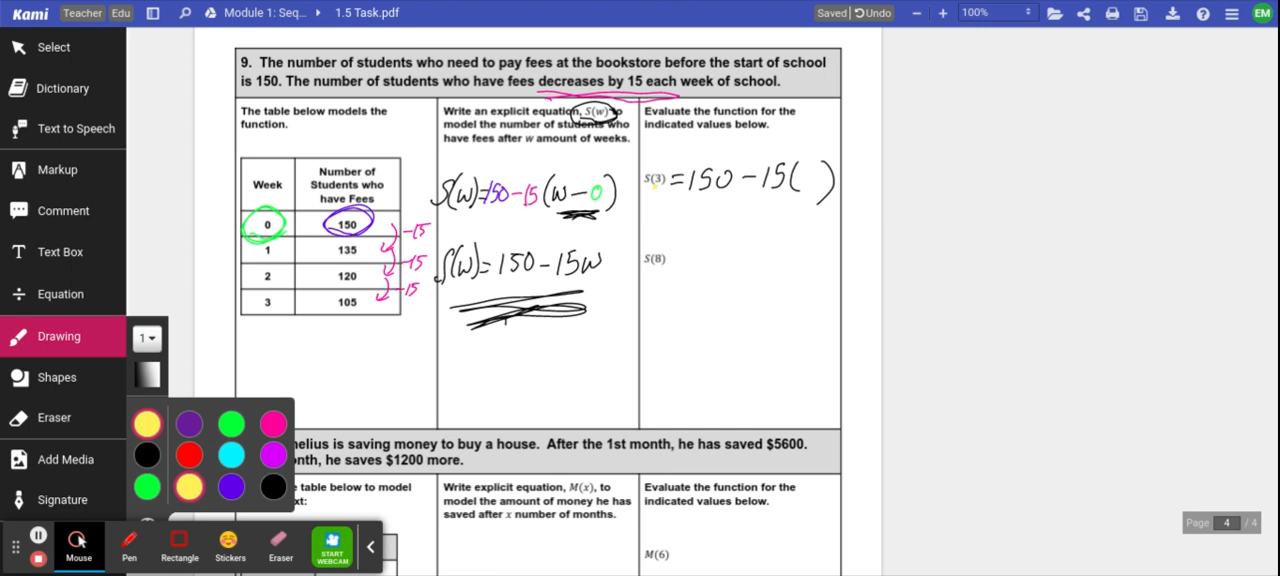 Kami Teacher Edu Module 1: Seq... 1.5 Task.pdf Saved Undo 100% EM
Select
Dictionary
Text to Speech
Markup
Comment
Text Box
Equation
Drawing
1
Shapes
Eraser
Add Media
Signature
9. The number of students who need to pay fees at the bookstore before the start of school
is 150. The number of students who have fees decreases by 15 each week of school.
The table below models the
function.
Week
Number of
Students who
have Fees
0 150
1 135
2 120
3 105
-15
-15
-15
Write an explicit equation, S(w) to
model the number of students who
have fees after w amount of weeks.
S(w)=150-15(w-0)
S(w)=150-15w
Evaluate the function for the
indicated values below.
S(3) =150-15( )
S(8)
nelius is saving money to buy a house. After the 1st month, he has saved $5600.
onth, he saves $1200 more.
e table below to model
xt:
Write explicit equation, M(x), to
model the amount of money he has
saved after x number of months.
Evaluate the function for the
indicated values below.
M(6)
Page 4 / 4
Mouse
Pen
Rectangle
Stickers
Eraser
START
WEBCAM